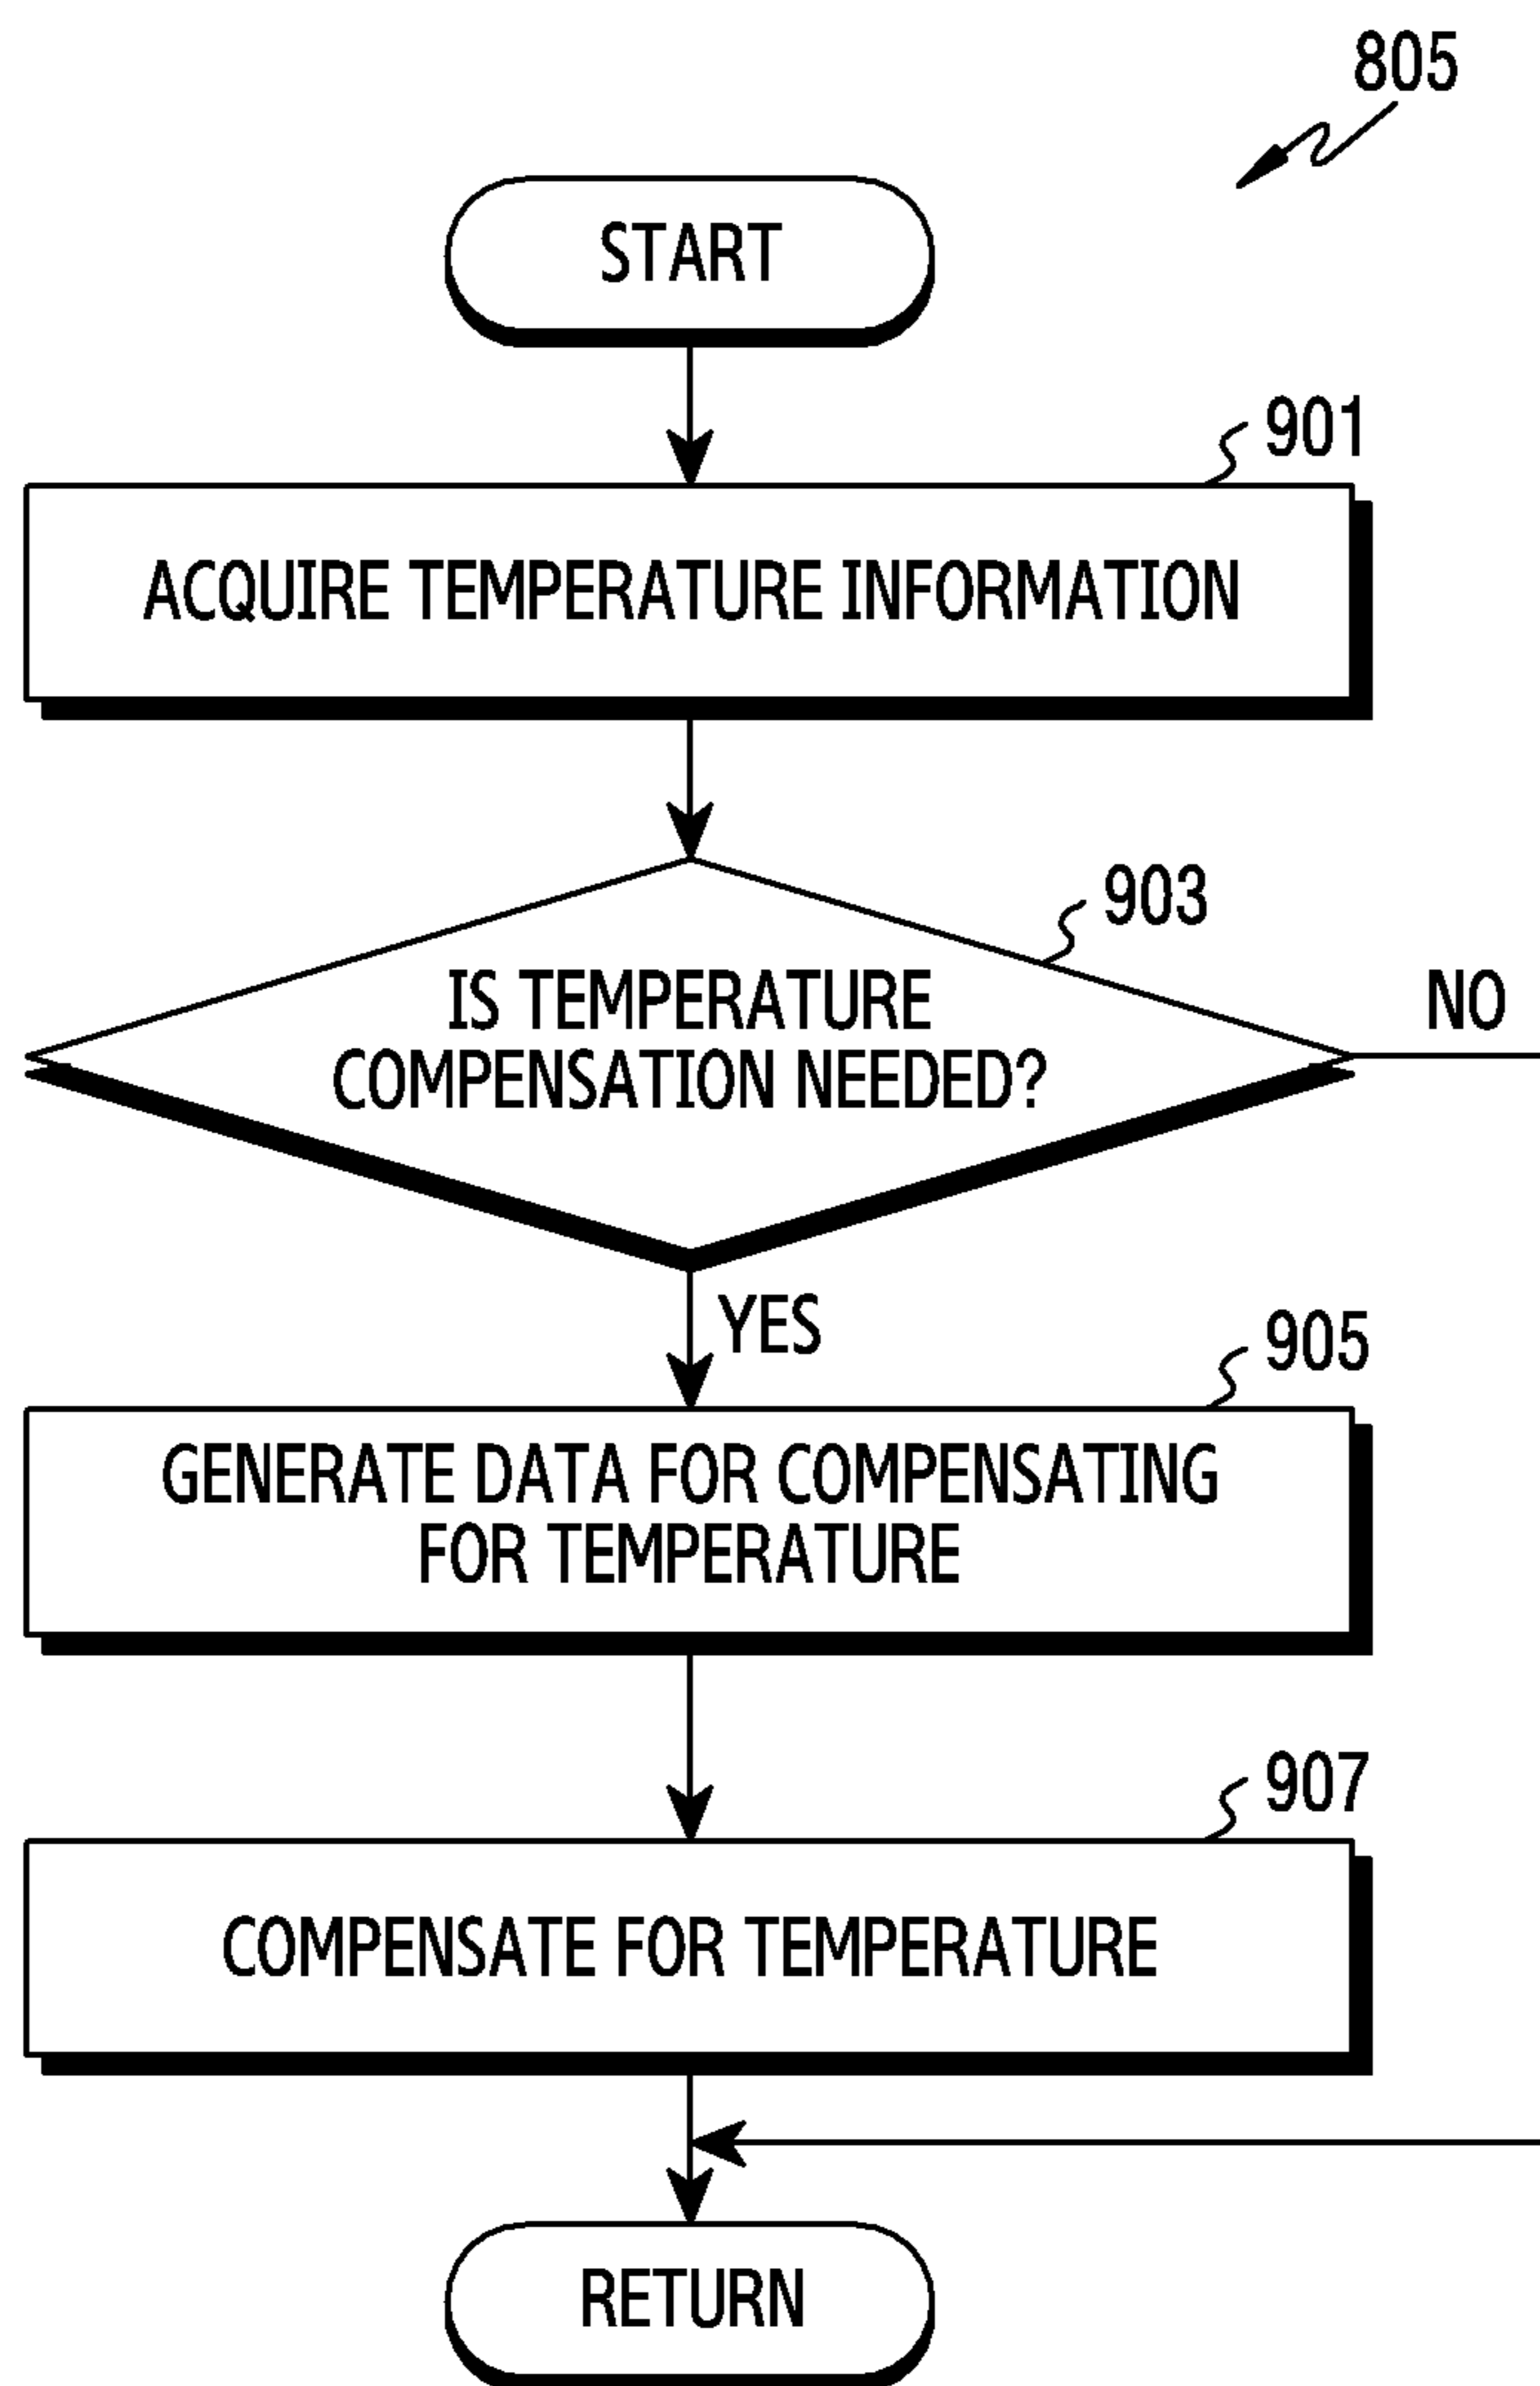 805
START
901
ACQUIRE TEMPERATURE INFORMATION
903
IS TEMPERATURE
COMPENSATION NEEDED?
NO
YES
905
GENERATE DATA FOR COMPENSATING
FOR TEMPERATURE
907
COMPENSATE FOR TEMPERATURE
RETURN